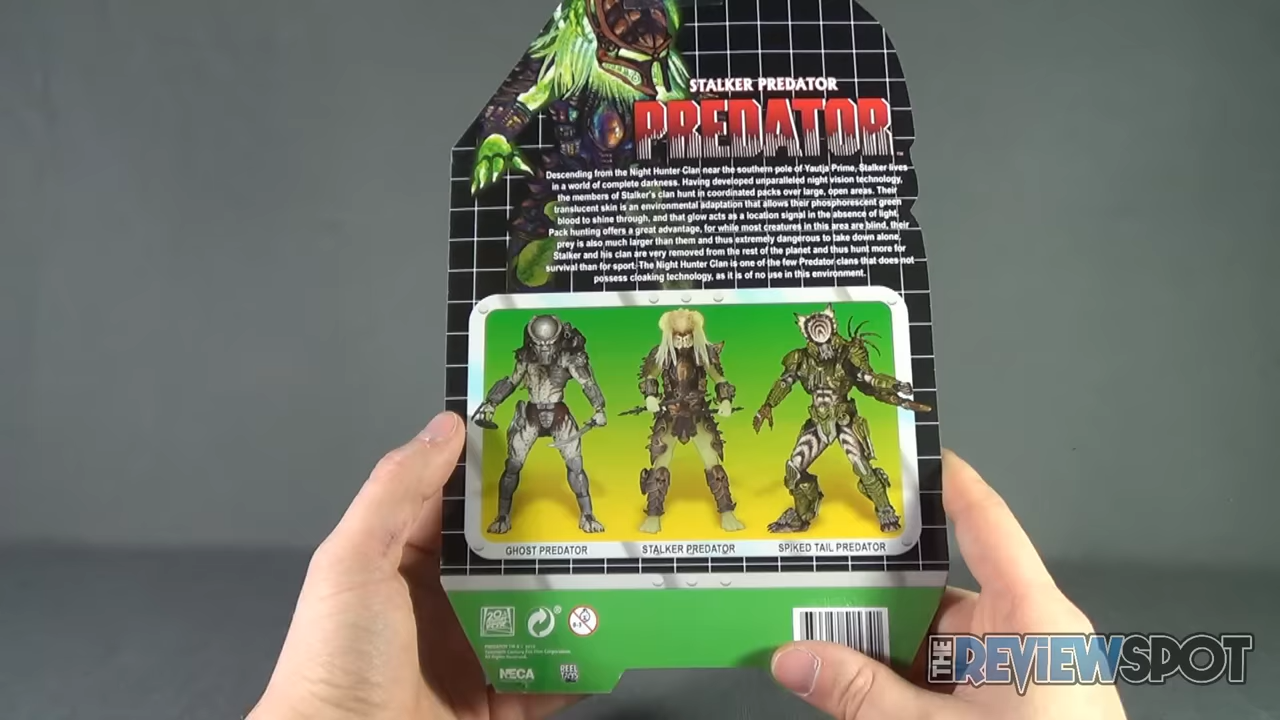 STALKER PREDATOR
PREDATOR
Descending from the Night Hunter Clan near the southern pole of Yautja Prime, Stalker lives
in a world of complete darkness. Having developed unparalleled night vision technology,
the members of Stalker's clan hunt in coordinated packs over large, open areas. Their
translucent skin is an environmental adaptation that allows their phosphorescent green
blood to shine through, and that glow acts as a location signal in the absence of light.
Pack hunting offers a great advantage, for while most creatures in this area are blind, their
prey is also much larger than them and thus extremely dangerous to take down alone.
Stalker and his clan are very removed from the rest of the planet and thus hunt more for
survival than for sport. The Night Hunter Clan is one of the few Predator clans that does not
possess cloaking technology, as it is of no use in this environment.
GHOST PREDATOR
STALKER PREDATOR
SPIKED TAIL PREDATOR
0-3
All Rights Reserved.
NECA
REEL
TOYS
THE REVIEWSPOT